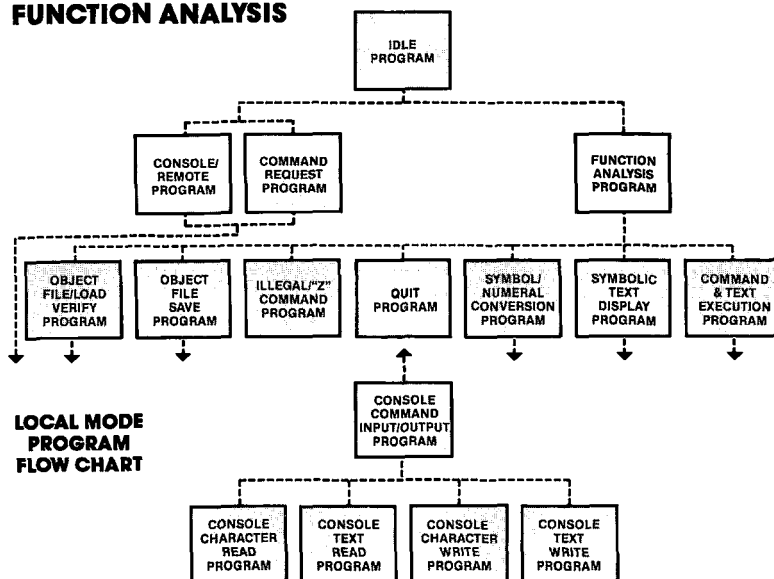 FUNCTION ANALYSIS
IDLE
PROGRAM
CONSOLE/
REMOTE
PROGRAM
COMMAND
REQUEST
PROGRAM
FUNCTION
ANALYSIS
PROGRAM
OBJECT
FILE/LOAD
VERIFY
PROGRAM
OBJECT
FILE
SAVE
PROGRAM
ILLEGAL/"Z"
COMMAND
PROGRAM
QUIT
PROGRAM
SYMBOL/
NUMERAL
CONVERSION
PROGRAM
SYMBOLIC
TEXT
DISPLAY
PROGRAM
COMMAND
& TEXT
EXECUTION
PROGRAM
CONSOLE
COMMAND
INPUT/OUTPUT
PROGRAM
LOCAL MODE
PROGRAM
FLOW CHART
CONSOLE
CHARACTER
READ
PROGRAM
CONSOLE
TEXT
READ
PROGRAM
CONSOLE
CHARACTER
WRITE
PROGRAM
CONSOLE
TEXT
WRITE
PROGRAM